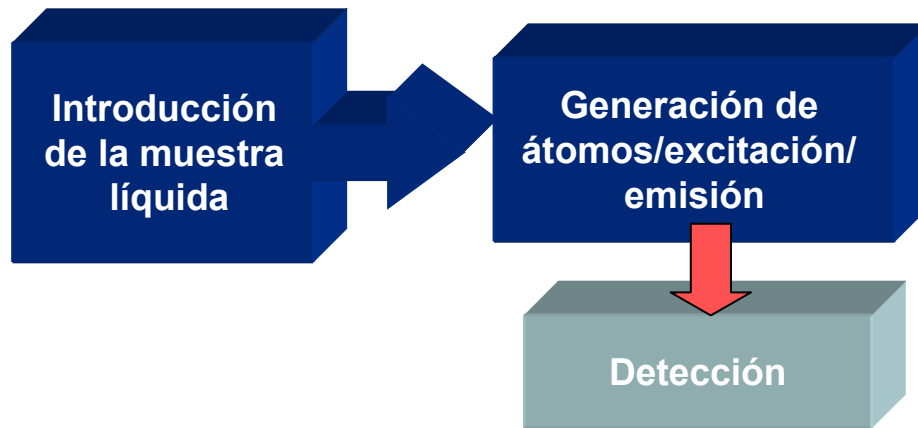 Introducción
de la muestra
líquida
Generación de
átomos/excitación/
emisión
Detección